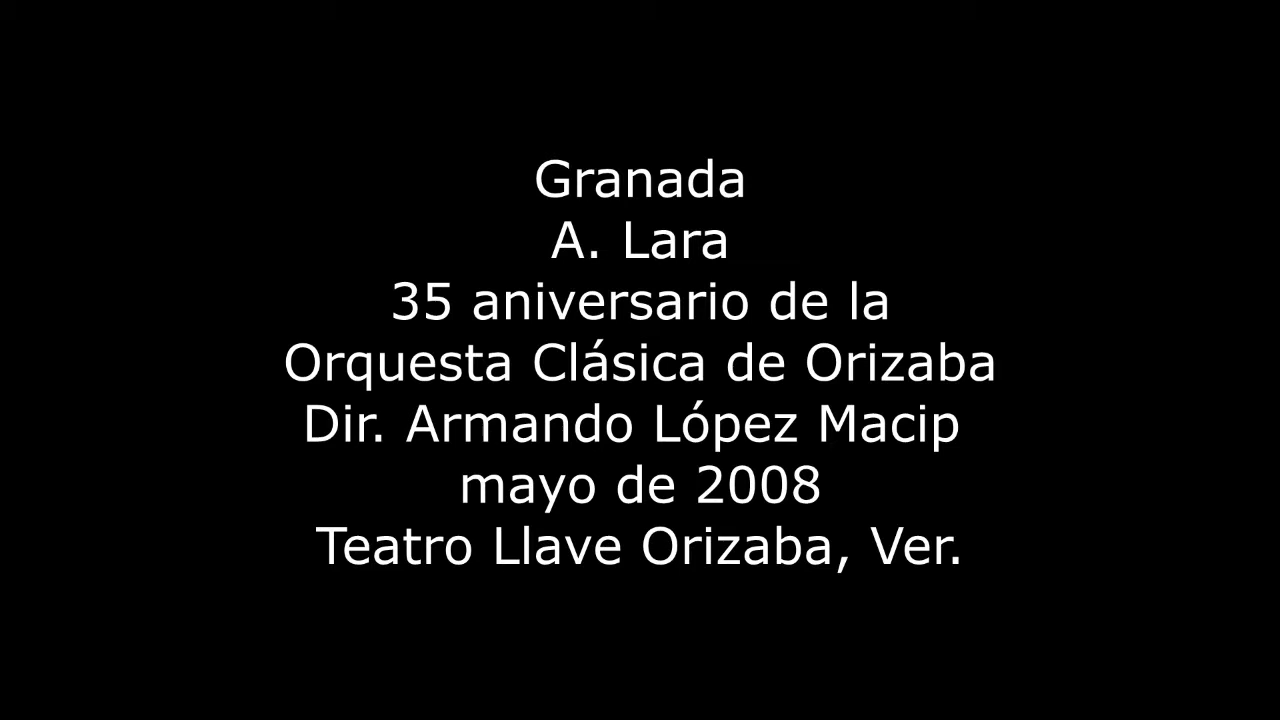 Granada
A. Lara
35 aniversario de la
Orquesta Clásica de Orizaba
Dir. Armando López Macip
mayo de 2008
Teatro Llave Orizaba, Ver.